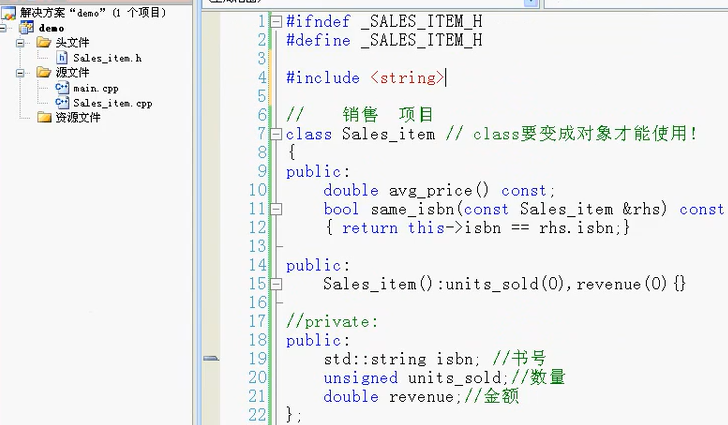 解决方案“demo”(1 个项目)
demo
头文件
Sales_item.h
源文件
main.cpp
Sales_item.cpp
资源文件
1 #ifndef _SALES_ITEM_H
2 #define _SALES_ITEM_H
3
4 #include <string>
5
6 // 销售 项目
7 class Sales_item // class要变成对象才能使用!
8 {
9 public:
10 double avg_price() const;
11 bool same_isbn(const Sales_item &rhs) const
12 { return this->isbn == rhs.isbn;}
13
14 public:
15 Sales_item():units_sold(0),revenue(0){}
16
17 //private:
18 public:
19 std::string isbn; //书号
20 unsigned units_sold;//数量
21 double revenue;//金额
22 };